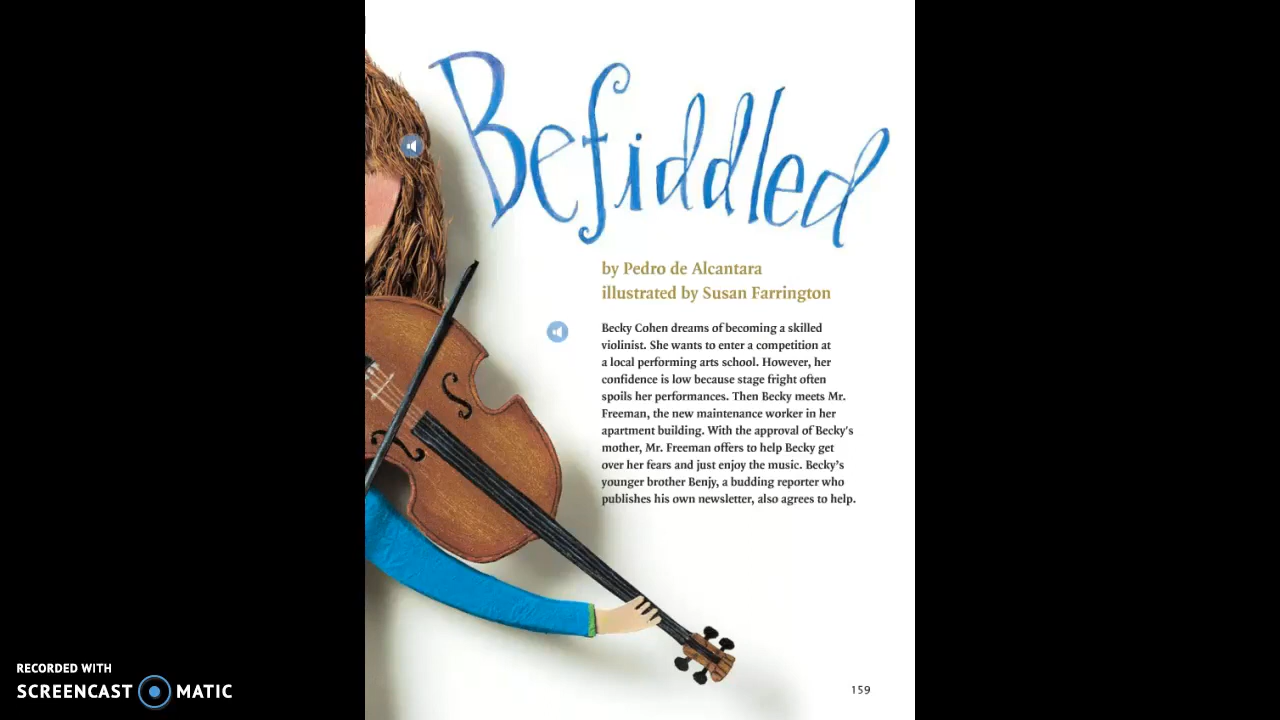 Befiddled
by Pedro de Alcantara
illustrated by Susan Farrington
Becky Cohen dreams of becoming a skilled
violinist. She wants to enter a competition at
a local performing arts school. However, her
confidence is low because stage fright often
spoils her performances. Then Becky meets Mr.
Freeman, the new maintenance worker in her
apartment building. With the approval of Becky's
mother, Mr. Freeman offers to help Becky get
over her fears and just enjoy the music. Becky’s
younger brother Benjy, a budding reporter who
publishes his own newsletter, also agrees to help.
159
RECORDED WITH
SCREENCAST MATIC